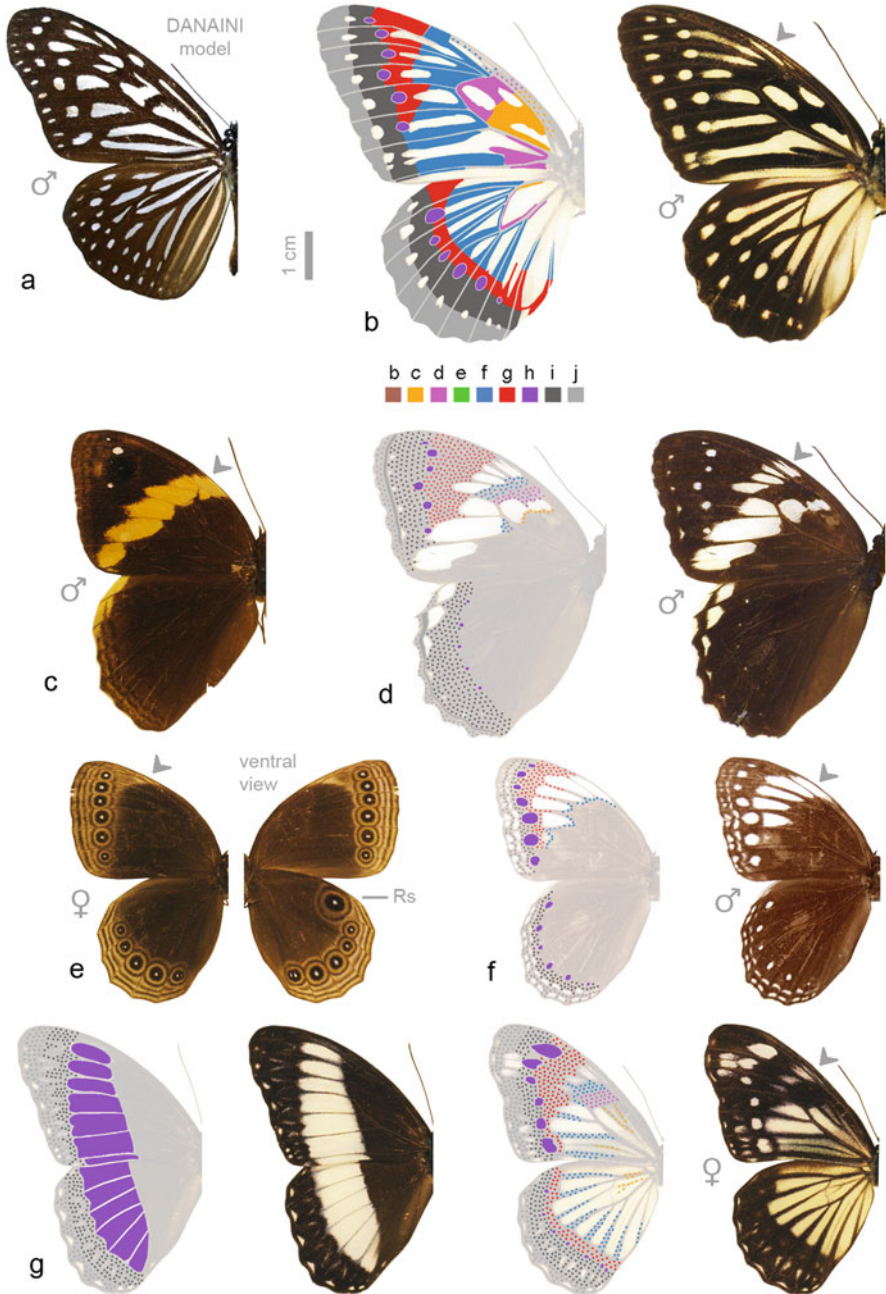 DANAINI
model
♂
a
1 cm
b
♂
b c d e f g h i j
♂
c
d
♂
ventral
view
♀
Rs
e
f
♂
g
♀